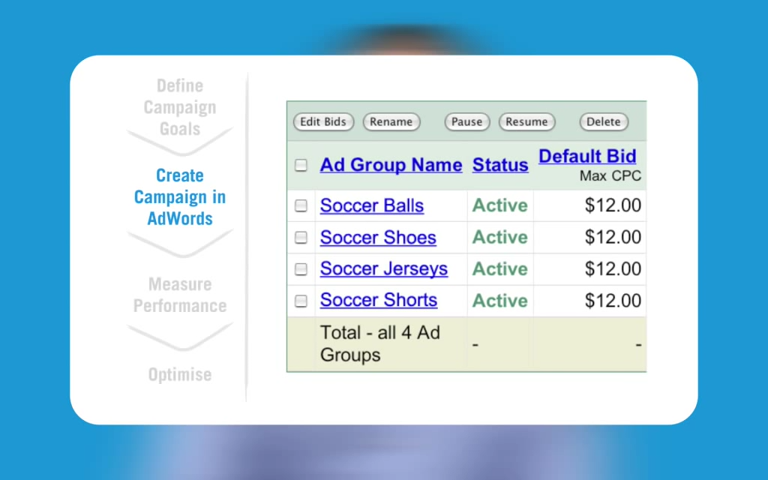 Define
Campaign
Goals
Create
Campaign in
AdWords
Measure
Performance
Optimise
Edit Bids Rename Pause Resume Delete
Ad Group Name Status Default Bid
Max CPC
Soccer Balls Active $12.00
Soccer Shoes Active $12.00
Soccer Jerseys Active $12.00
Soccer Shorts Active $12.00
Total - all 4 Ad
Groups - -